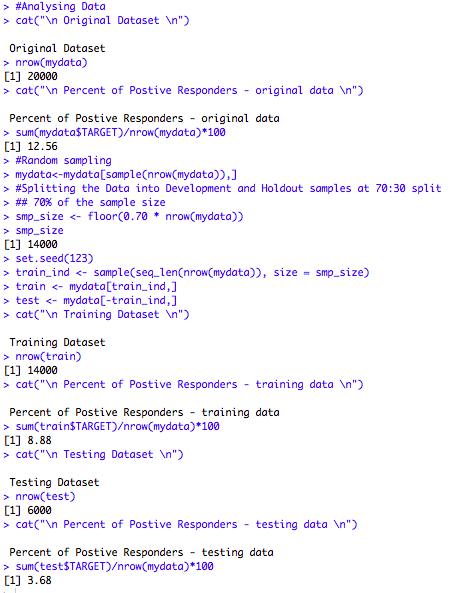 > #Analysing Data
> cat("\n Original Dataset \n")

 Original Dataset
> nrow(mydata)
[1] 20000
> cat("\n Percent of Postive Responders - original data \n")

 Percent of Postive Responders - original data
> sum(mydata$TARGET)/nrow(mydata)*100
[1] 12.56
> #Random sampling
> mydata<-mydata[sample(nrow(mydata)),]
> #Splitting the Data into Development and Holdout samples at 70:30 split
> ## 70% of the sample size
> smp_size <- floor(0.70 * nrow(mydata))
> smp_size
[1] 14000
> set.seed(123)
> train_ind <- sample(seq_len(nrow(mydata)), size = smp_size)
> train <- mydata[train_ind,]
> test <- mydata[-train_ind,]
> cat("\n Training Dataset \n")

 Training Dataset
> nrow(train)
[1] 14000
> cat("\n Percent of Postive Responders - training data \n")

 Percent of Postive Responders - training data
> sum(train$TARGET)/nrow(mydata)*100
[1] 8.88
> cat("\n Testing Dataset \n")

 Testing Dataset
> nrow(test)
[1] 6000
> cat("\n Percent of Postive Responders - testing data \n")

 Percent of Postive Responders - testing data
> sum(test$TARGET)/nrow(mydata)*100
[1] 3.68